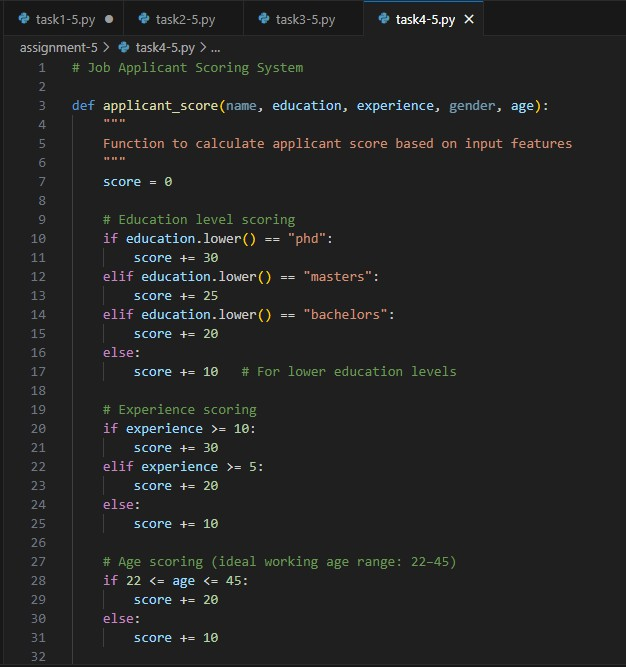 task1-5.py task2-5.py task3-5.py task4-5.py
assignment-5 > task4-5.py > ...
1 # Job Applicant Scoring System
2
3 def applicant_score(name, education, experience, gender, age):
4     """
5     Function to calculate applicant score based on input features
6     """
7     score = 0
8
9     # Education level scoring
10     if education.lower() == "phd":
11         score += 30
12     elif education.lower() == "masters":
13         score += 25
14     elif education.lower() == "bachelors":
15         score += 20
16     else:
17         score += 10   # For lower education levels
18
19     # Experience scoring
20     if experience >= 10:
21         score += 30
22     elif experience >= 5:
23         score += 20
24     else:
25         score += 10
26
27     # Age scoring (ideal working age range: 22–45)
28     if 22 <= age <= 45:
29         score += 20
30     else:
31         score += 10
32